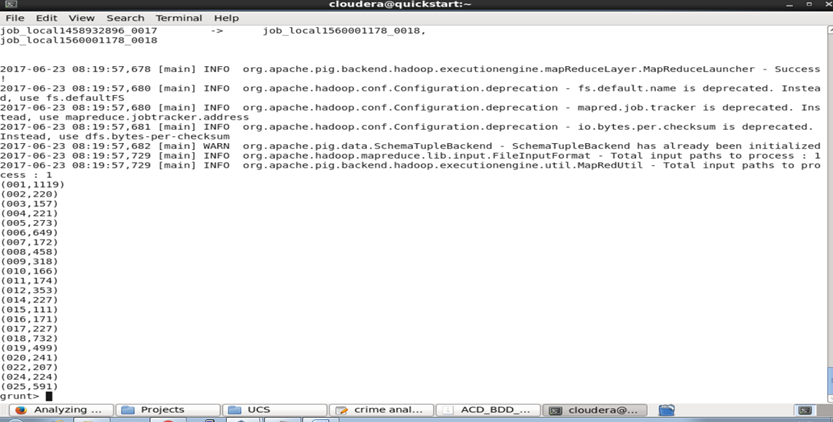 cloudera@quickstart:~
File Edit View Search Terminal Help
job_local1458932896_0017 -> job_local1560001178_0018,
job_local1560001178_0018
2017-06-23 08:19:57,678 [main] INFO org.apache.pig.backend.hadoop.executionengine.mapReduceLayer.MapReduceLauncher - Success
!
2017-06-23 08:19:57,680 [main] INFO org.apache.hadoop.conf.Configuration.deprecation - fs.default.name is deprecated. Instea
d, use fs.defaultFS
2017-06-23 08:19:57,680 [main] INFO org.apache.hadoop.conf.Configuration.deprecation - mapred.job.tracker is deprecated. Ins
tead, use mapreduce.jobtracker.address
2017-06-23 08:19:57,681 [main] INFO org.apache.hadoop.conf.Configuration.deprecation - io.bytes.per.checksum is deprecated.
Instead, use dfs.bytes-per-checksum
2017-06-23 08:19:57,682 [main] WARN org.apache.pig.data.SchemaTupleBackend - SchemaTupleBackend has already been initialized
2017-06-23 08:19:57,729 [main] INFO org.apache.hadoop.mapreduce.lib.input.FileInputFormat - Total input paths to process : 1
2017-06-23 08:19:57,729 [main] INFO org.apache.pig.backend.hadoop.executionengine.util.MapRedUtil - Total input paths to pro
cess : 1
(001,1119)
(002,220)
(003,157)
(004,221)
(005,273)
(006,649)
(007,172)
(008,458)
(009,318)
(010,166)
(011,174)
(012,353)
(014,227)
(015,111)
(016,171)
(017,227)
(018,732)
(019,499)
(020,241)
(022,207)
(024,224)
(025,591)
grunt>
Analyzing ... Projects UCS crime anal... ACD_BDD_... cloudera@...